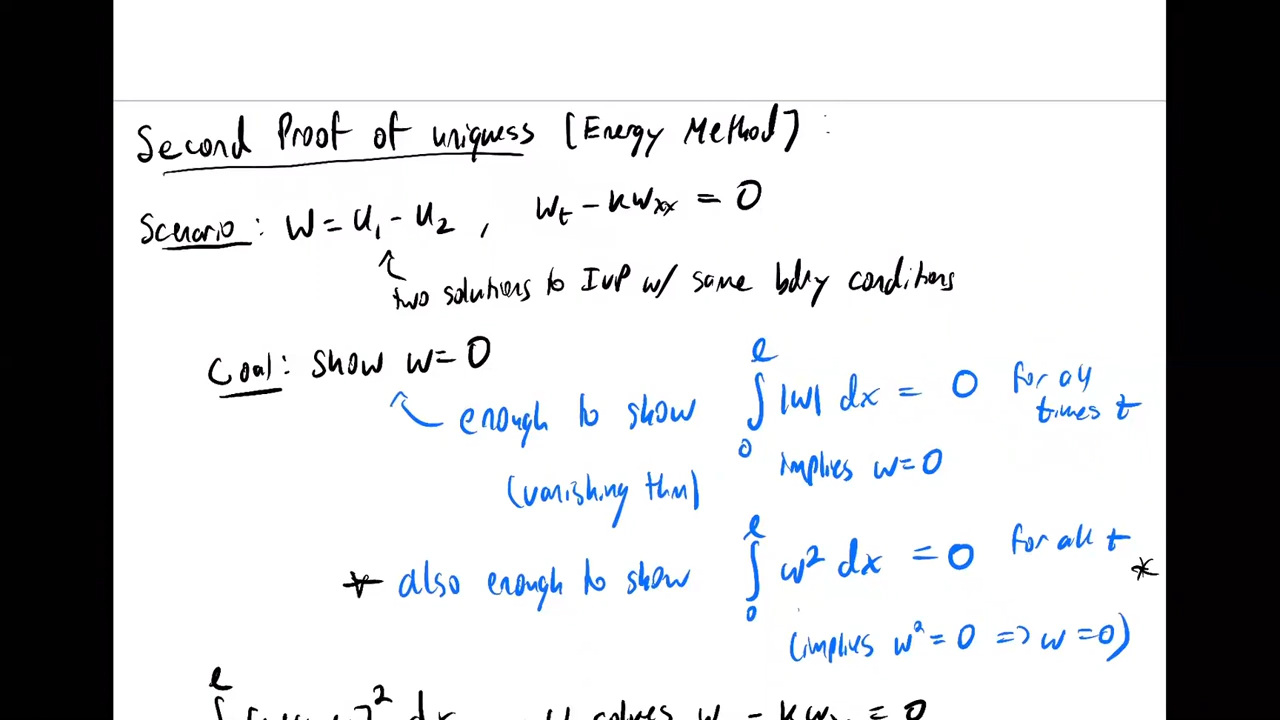 Second Proof of uniquess [Energy Method] :
Scenario : W = U₁ - U₂ , Wₜ - KWₓₓ = 0
two solutions to IVP w/ same bdry conditions
Goal : show w = 0
enough to show ∫₀ˡ |w| dx = 0 for all times t
(vanishing thm) implies w = 0
* also enough to show ∫₀ˡ w² dx = 0 for all t *
(implies w² = 0 => w = 0)